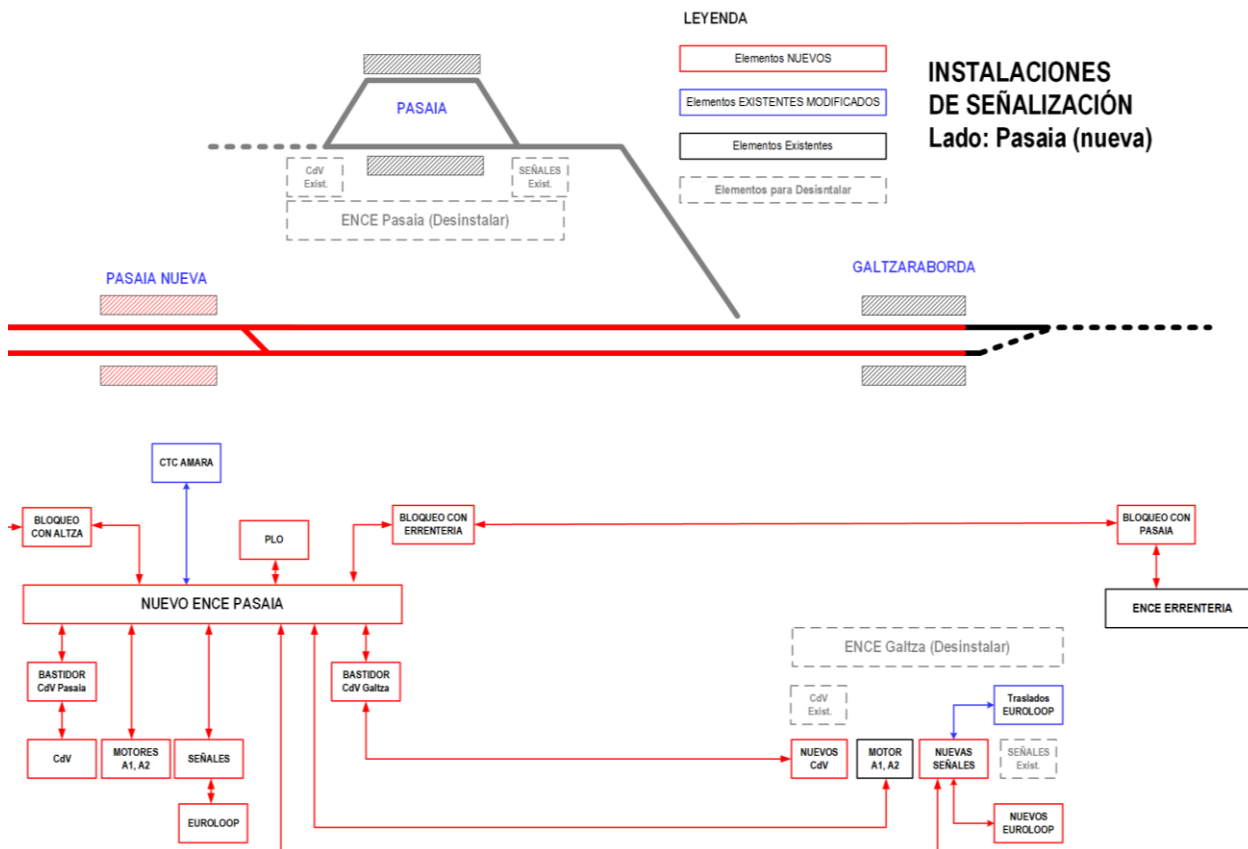 LEYENDA
Elementos NUEVOS
Elementos EXISTENTES MODIFICADOS
Elementos Existentes
Elementos para Desisntalar
INSTALACIONES
DE SEÑALIZACIÓN
Lado: Pasaia (nueva)
PASAIA
CdV
Exist.
SEÑALES
Exist.
ENCE Pasaia (Desinstalar)
PASAIA NUEVA
GALTZARABORDA
CTC AMARA
BLOQUEO
CON ALTZA
PLO
BLOQUEO CON
ERRENTERIA
BLOQUEO CON
PASAIA
NUEVO ENCE PASAIA
ENCE ERRENTERIA
ENCE Galtza (Desinstalar)
BASTIDOR
CdV Pasaia
BASTIDOR
CdV Galtza
CdV
Exist.
Traslados
EUROLOOP
CdV
MOTORES
A1, A2
SEÑALES
NUEVOS
CdV
MOTOR
A1, A2
NUEVAS
SEÑALES
SEÑALES
Exist.
EUROLOOP
NUEVOS
EUROLOOP